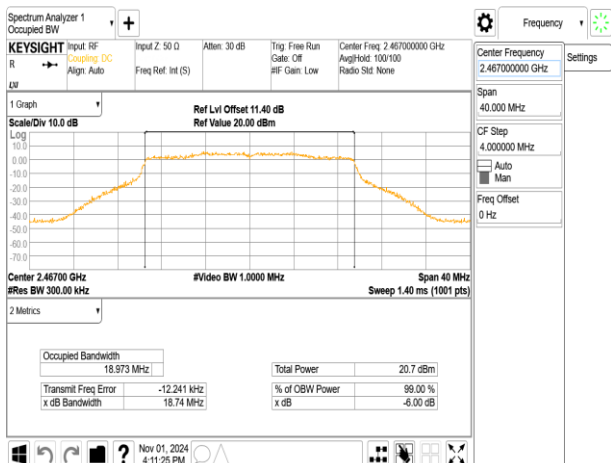 Spectrum Analyzer 1
Occupied BW
Frequency
KEYSIGHT
R
Input: RF
Coupling: DC
Align: Auto
Input Z: 50 Ω
Freq Ref: Int (S)
Atten: 30 dB
Trig: Free Run
Gate: Off
#IF Gain: Low
Center Freq: 2.467000000 GHz
Avg|Hold: 100/100
Radio Std: None
LXI
Center Frequency
2.467000000 GHz
Settings
Span
40.000 MHz
CF Step
4.000000 MHz
Auto
Man
Freq Offset
0 Hz
1 Graph
Scale/Div 10.0 dB
Ref Lvl Offset 11.40 dB
Ref Value 20.00 dBm
Log
10.0
0.00
-10.0
-20.0
-30.0
-40.0
-50.0
-60.0
-70.0
Center 2.46700 GHz
#Res BW 300.00 kHz
#Video BW 1.0000 MHz
Span 40 MHz
Sweep 1.40 ms (1001 pts)
2 Metrics
Occupied Bandwidth
18.973 MHz
Transmit Freq Error -12.241 kHz
x dB Bandwidth 18.74 MHz
Total Power 20.7 dBm
% of OBW Power 99.00 %
x dB -6.00 dB
Nov 01, 2024
4:11:25 PM